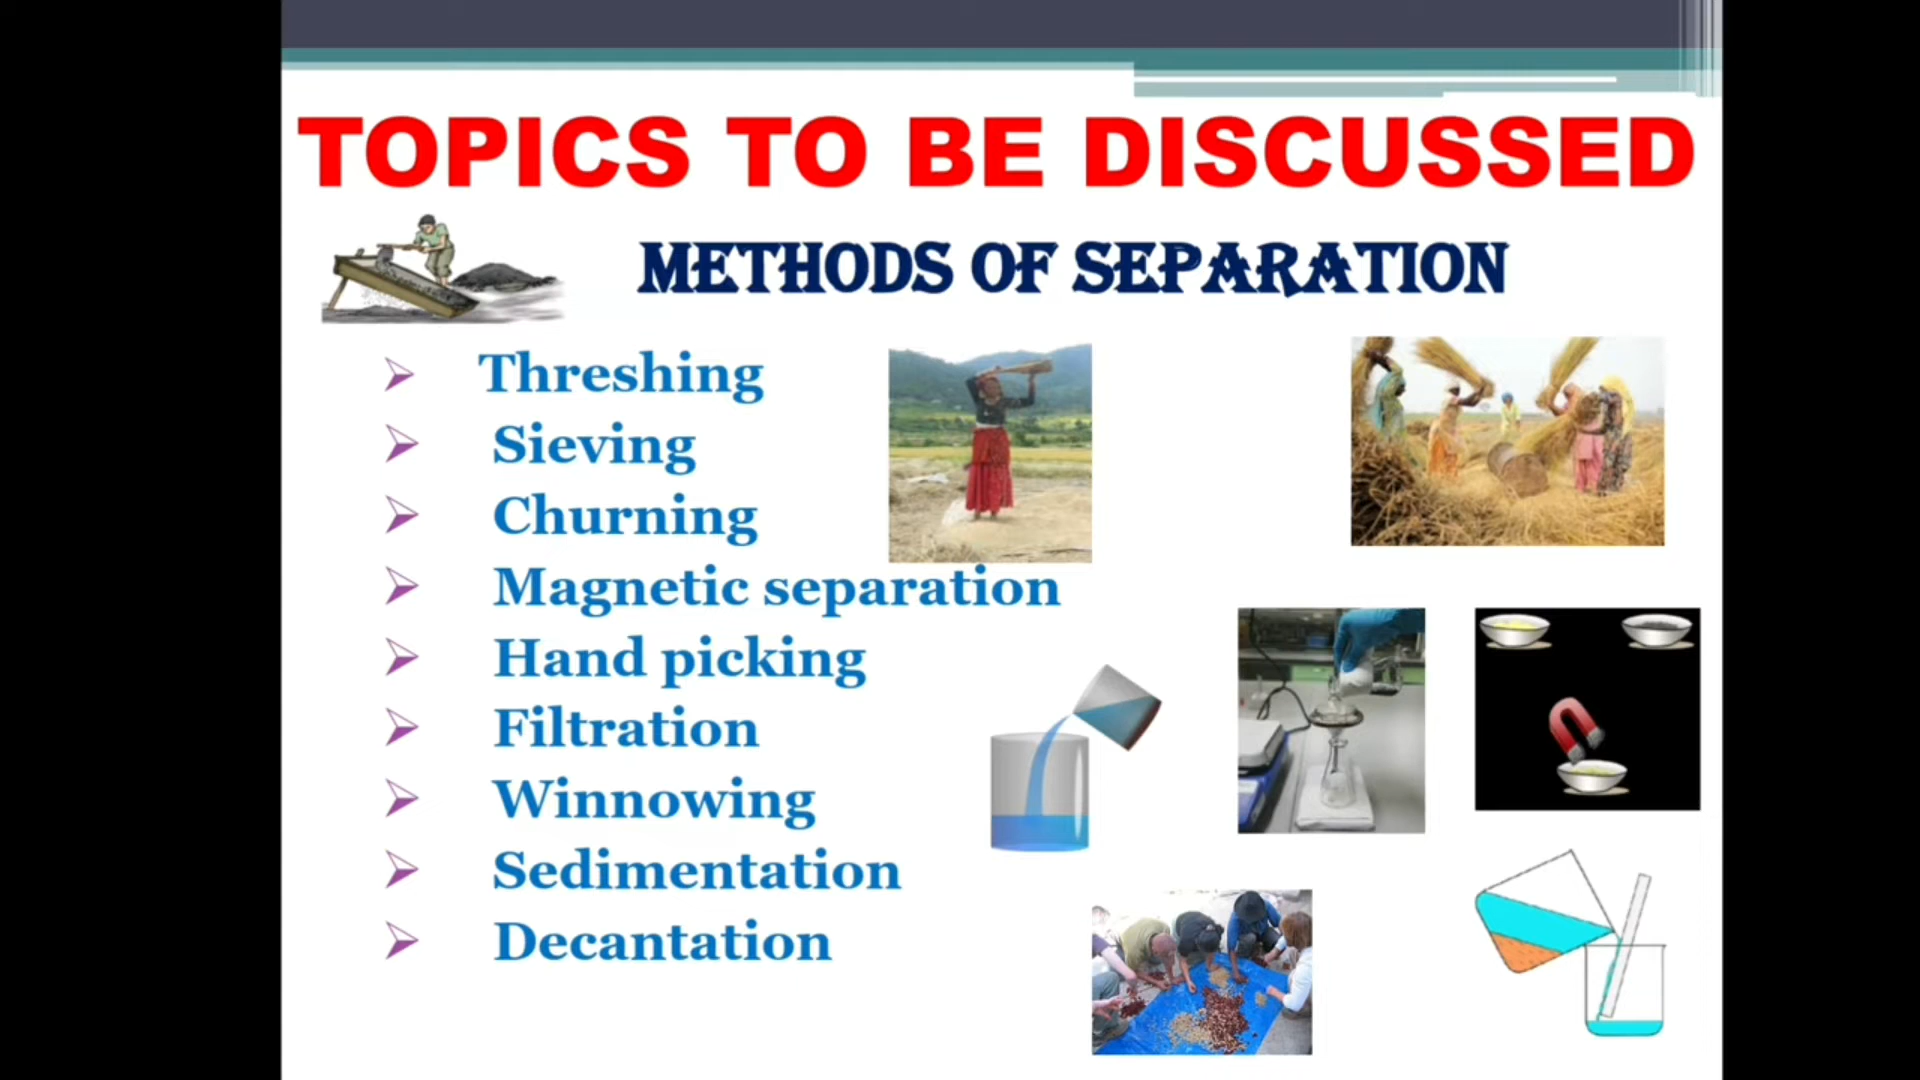 TOPICS TO BE DISCUSSED
METHODS OF SEPARATION
Threshing
Sieving
Churning
Magnetic separation
Hand picking
Filtration
Winnowing
Sedimentation
Decantation